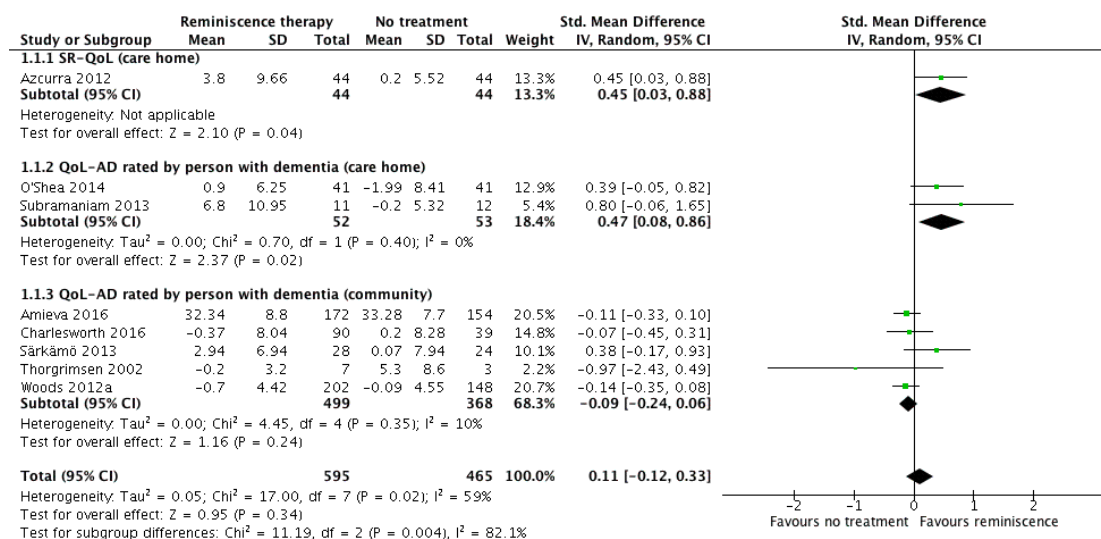 Reminiscence therapy No treatment Std. Mean Difference Std. Mean Difference
Study or Subgroup Mean SD Total Mean SD Total Weight IV, Random, 95% CI IV, Random, 95% CI
1.1.1 SR-QoL (care home)
Azcurra 2012 3.8 9.66 44 0.2 5.52 44 13.3% 0.45 [0.03, 0.88]
Subtotal (95% CI) 44 44 13.3% 0.45 [0.03, 0.88]
Heterogeneity: Not applicable
Test for overall effect: Z = 2.10 (P = 0.04)
1.1.2 QoL-AD rated by person with dementia (care home)
O'Shea 2014 0.9 6.25 41 -1.99 8.41 41 12.9% 0.39 [-0.05, 0.82]
Subramaniam 2013 6.8 10.95 11 -0.2 5.32 12 5.4% 0.80 [-0.06, 1.65]
Subtotal (95% CI) 52 53 18.4% 0.47 [0.08, 0.86]
Heterogeneity: Tau² = 0.00; Chi² = 0.70, df = 1 (P = 0.40); I² = 0%
Test for overall effect: Z = 2.37 (P = 0.02)
1.1.3 QoL-AD rated by person with dementia (community)
Amieva 2016 32.34 8.8 172 33.28 7.7 154 20.5% -0.11 [-0.33, 0.10]
Charlesworth 2016 -0.37 8.04 90 0.2 8.28 39 14.8% -0.07 [-0.45, 0.31]
Särkämö 2013 2.94 6.94 28 0.07 7.94 24 10.1% 0.38 [-0.17, 0.93]
Thorgrimsen 2002 -0.2 3.2 7 5.3 8.6 3 2.2% -0.97 [-2.43, 0.49]
Woods 2012a -0.7 4.42 202 -0.09 4.55 148 20.7% -0.14 [-0.35, 0.08]
Subtotal (95% CI) 499 368 68.3% -0.09 [-0.24, 0.06]
Heterogeneity: Tau² = 0.00; Chi² = 4.45, df = 4 (P = 0.35); I² = 10%
Test for overall effect: Z = 1.16 (P = 0.24)
Total (95% CI) 595 465 100.0% 0.11 [-0.12, 0.33]
Heterogeneity: Tau² = 0.05; Chi² = 17.00, df = 7 (P = 0.02); I² = 59%
Test for overall effect: Z = 0.95 (P = 0.34)
Test for subgroup differences: Chi² = 11.19, df = 2 (P = 0.004), I² = 82.1%
-2 -1 0 1 2
Favours no treatment Favours reminiscence